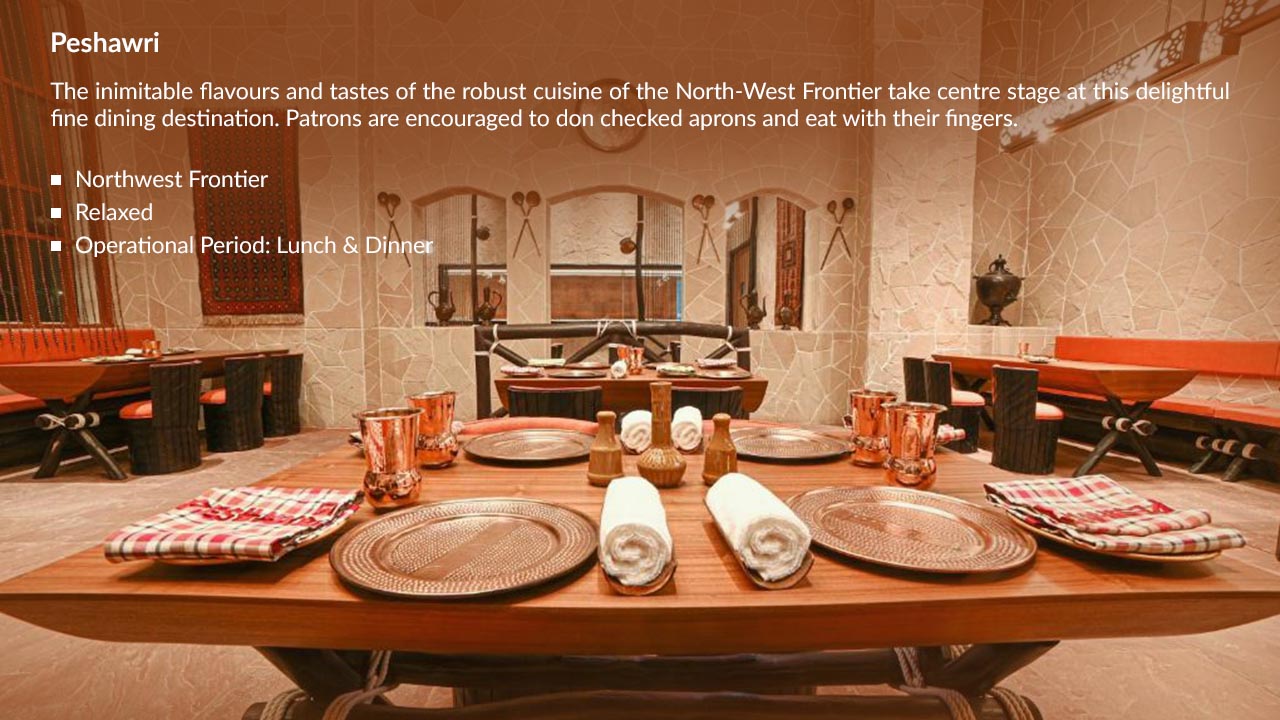 Peshawri
The inimitable flavours and tastes of the robust cuisine of the North-West Frontier take centre stage at this delightful
fine dining destination. Patrons are encouraged to don checked aprons and eat with their fingers.
Northwest Frontier
Relaxed
Operational Period: Lunch & Dinner